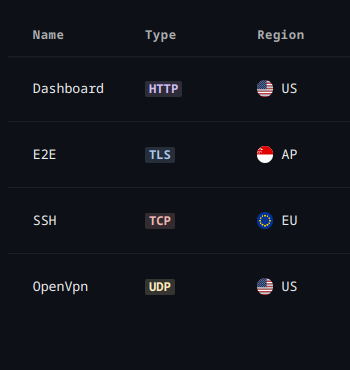 Name Type Region
Dashboard HTTP US
E2E TLS AP
SSH TCP EU
OpenVpn UDP US